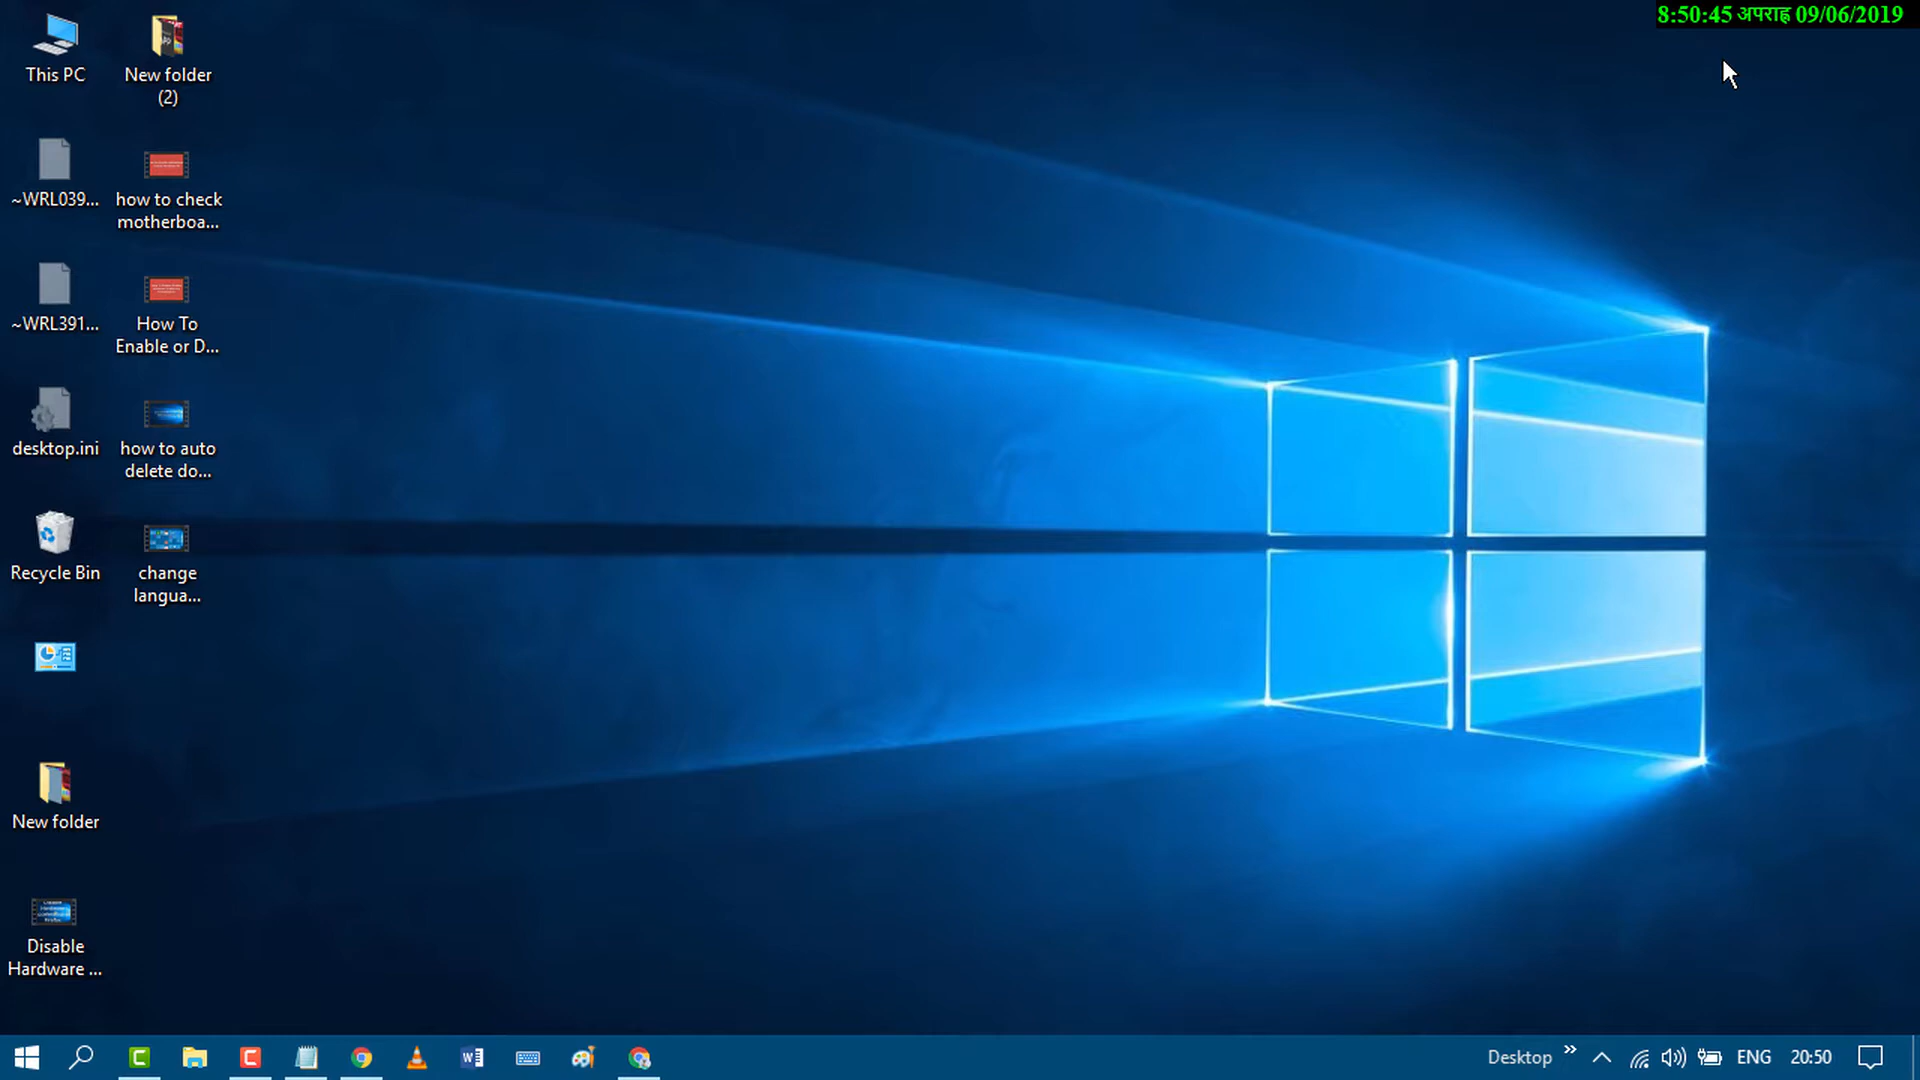 8:50:45 अपराह्न 09/06/2019
This PC
New folder
(2)
~WRL039...
how to check
motherboa...
~WRL391...
How To
Enable or D...
desktop.ini
how to auto
delete do...
Recycle Bin
change
langua...
New folder
Disable
Hardware ...
Desktop
ENG
20:50